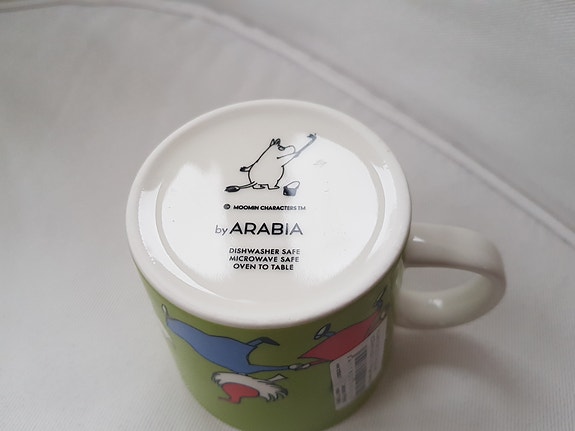 © MOOMIN CHARACTERS TM
by ARABIA
DISHWASHER SAFE
MICROWAVE SAFE
OVEN TO TABLE